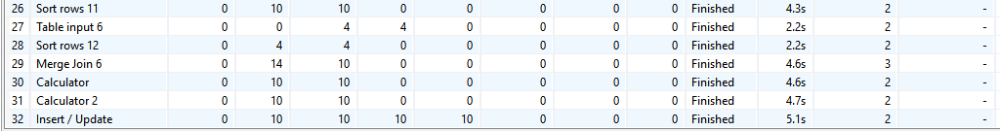 26 Sort rows 11 0 10 10 0 0 0 0 0 Finished 4.3s 2 2 -
27 Table input 6 0 0 4 4 0 0 0 0 Finished 2.2s 2 -
28 Sort rows 12 0 4 4 0 0 0 0 0 Finished 2.2s 2 -
29 Merge Join 6 0 14 10 0 0 0 0 0 Finished 4.6s 3 -
30 Calculator 0 10 10 0 0 0 0 0 Finished 4.6s 2 -
31 Calculator 2 0 10 10 0 0 0 0 0 Finished 4.7s 2 -
32 Insert / Update 0 10 10 10 10 0 0 0 Finished 5.1s 2 -